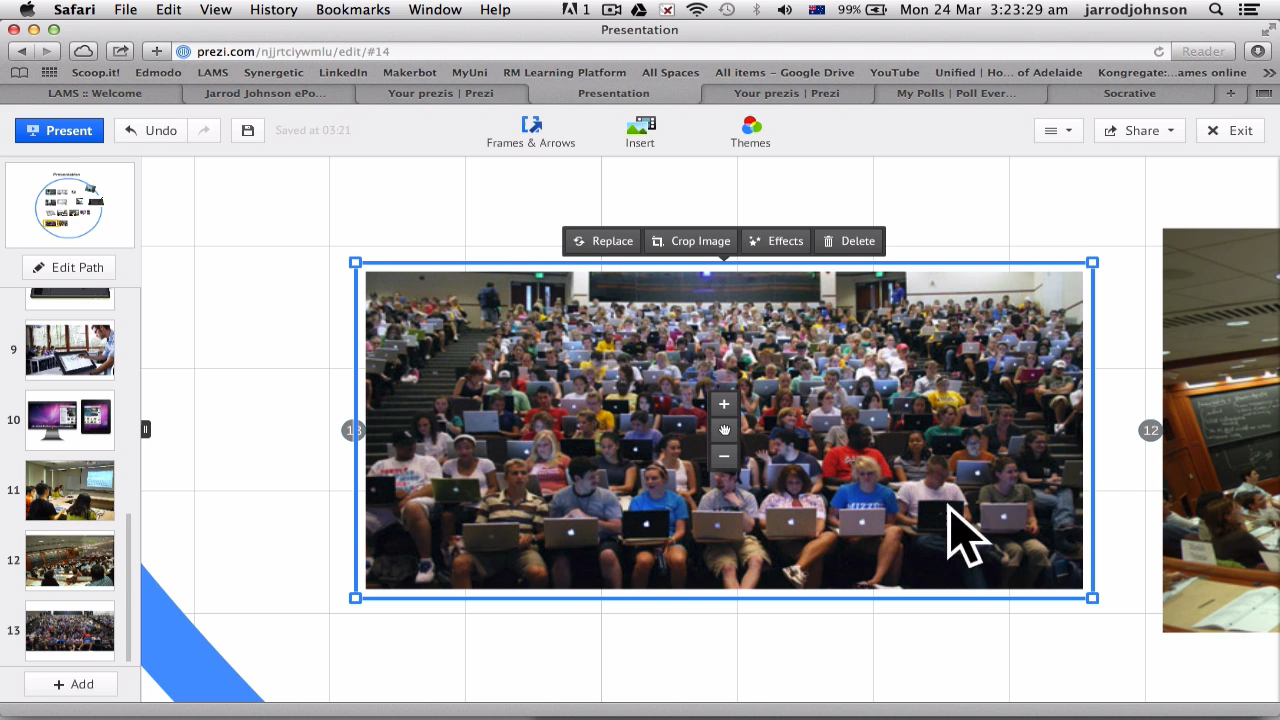 Safari File Edit Prezi View History Bookmarks Window Help 1 99% Mon 24 Mar 3:23:29 am jarrodjohnson
Presentation
prezi.com/njjrtciywmlu/edit/#14 Reader
Scoop.it! Edmodo LAMS Synergetic LinkedIn Makerbot MyUni RM Learning Platform All Spaces All items – Google Drive YouTube Unified | Ho... of Adelaide Kongregate:...ames online
LAMS :: Welcome Jarrod Johnson ePo... Your prezis | Prezi Presentation Your prezis | Prezi My Polls | Poll Ever... Socrative
Present Undo Saved at 03:21 Frames & Arrows Insert Themes Share Exit
Presentation
Replace Crop Image Effects Delete
Edit Path
9
10
13 12
11
12
MIZZO
13
Add